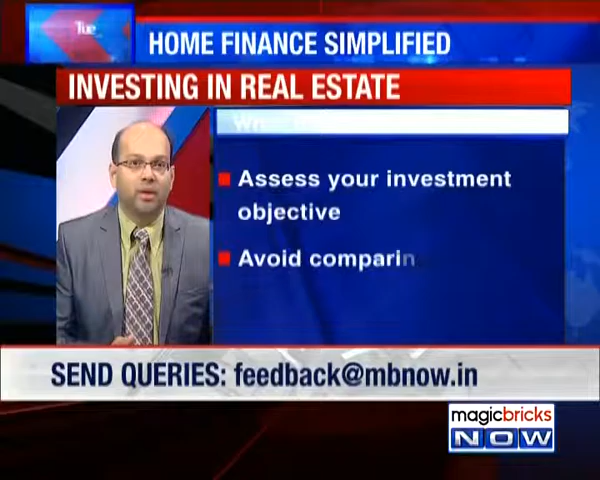 Tue
HOME FINANCE SIMPLIFIED
INVESTING IN REAL ESTATE
Assess your investment
objective
Avoid comparin
SEND QUERIES: feedback@mbnow.in
magicbricks
NOW